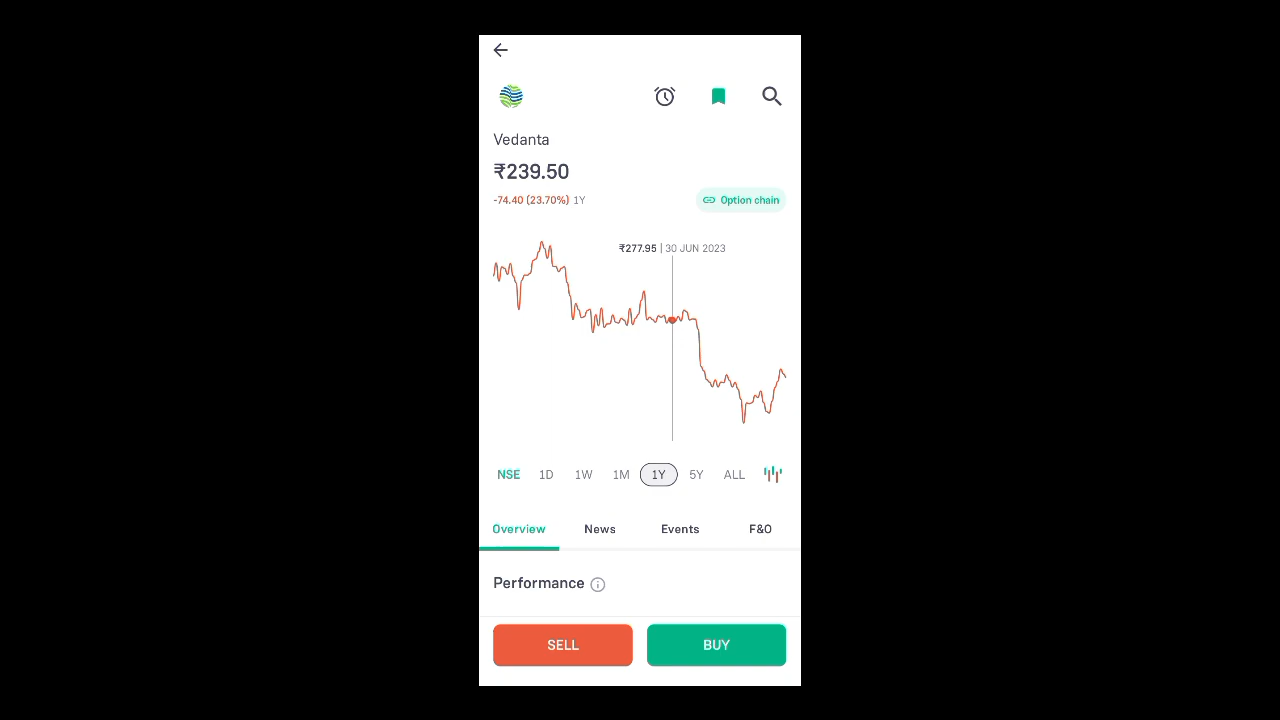 Vedanta
₹239.50
-74.40 (23.70%) 1Y
Option chain
₹277.95 | 30 JUN 2023
NSE 1D 1W 1M 1Y 5Y ALL
Overview News Events F&O
Performance
SELL BUY